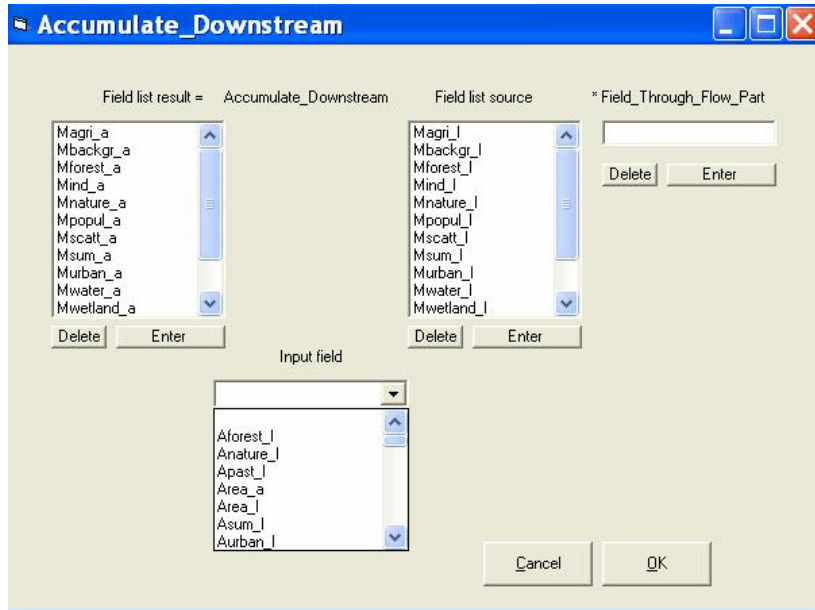 Accumulate_Downstream
Field list result = Accumulate_Downstream Field list source * Field_Through_Flow_Part
Magri_a
Mbackgr_a
Mforest_a
Mind_a
Mnature_a
Mpopul_a
Mscatt_a
Msum_a
Murban_a
Mwater_a
Mwetland_a
Delete Enter
Magri_l
Mbackgr_l
Mforest_l
Mind_l
Mnature_l
Mpopul_l
Mscatt_l
Msum_l
Murban_l
Mwater_l
Mwetland_l
Delete Enter
Delete Enter
Input field
Aforest_l
Anature_l
Apast_l
Area_a
Area_l
Asum_l
Aurban_l
Cancel OK